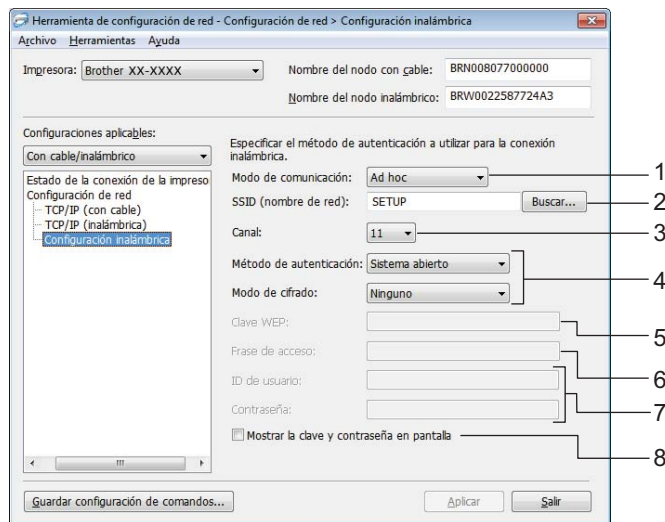 Herramienta de configuración de red - Configuración de red > Configuración inalámbrica
Archivo Herramientas Ayuda
Impresora: Brother XX-XXXX
Nombre del nodo con cable: BRN008077000000
Nombre del nodo inalámbrico: BRW0022587724A3
Configuraciones aplicables:
Con cable/inalámbrico
Estado de la conexión de la impreso
Configuración de red
TCP/IP (con cable)
TCP/IP (inalámbrica)
Configuración inalámbrica
Especificar el método de autenticación a utilizar para la conexión
inalámbrica.
Modo de comunicación: Ad hoc 1
SSID (nombre de red): SETUP Buscar... 2
Canal: 11 3
Método de autenticación: Sistema abierto
4
Modo de cifrado: Ninguno
Clave WEP: 5
Frase de acceso: 6
ID de usuario:
7
Contraseña:
Mostrar la clave y contraseña en pantalla 8
Guardar configuración de comandos... Aplicar Salir